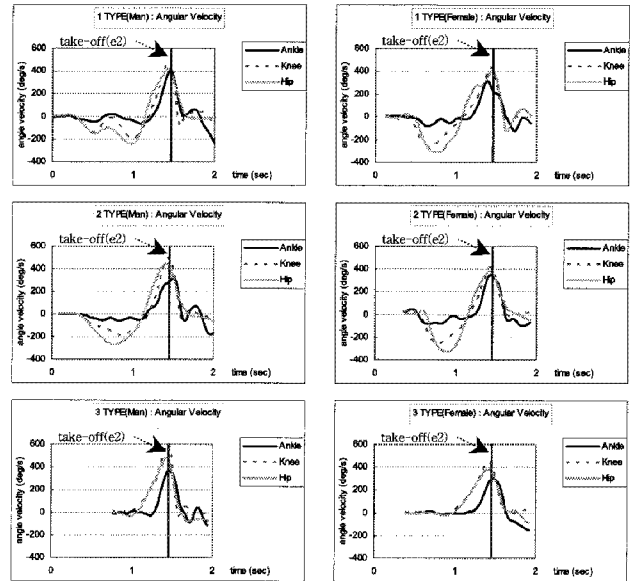 1 TYPE(Man) : Angular Velocity
take-off(e2)
600
400
200
0
-200
-400
angle velocity (deg/s)
0
1
2
time (sec)
Ankle
Knee
Hip
1 TYPE(Female) : Angular Velocity
take-off(e2)
600
400
200
0
-200
-400
angle velocity (deg/s)
0
1
2
time (sec)
Ankle
Knee
Hip
2 TYPE(Man) : Angular Velocity
take-off(e2)
600
400
200
0
-200
-400
angle velocity (deg/s)
0
1
2
time (sec)
Ankle
Knee
Hip
2 TYPE(Female) : Angular Velocity
take-off(e2)
600
400
200
0
-200
-400
angle velocity (deg/s)
0
1
2
time (sec)
Ankle
Knee
Hip
3 TYPE(Man) : Angular Velocity
take-off(e2)
600
400
200
0
-200
-400
angle velocity (deg/s)
0
1
2
time (sec)
Ankle
Knee
Hip
3 TYPE(Female) : Angular Velocity
take-off(e2)
600
400
200
0
-200
-400
angle velocity (deg/s)
0
1
2
time (sec)
Ankle
Knee
Hip